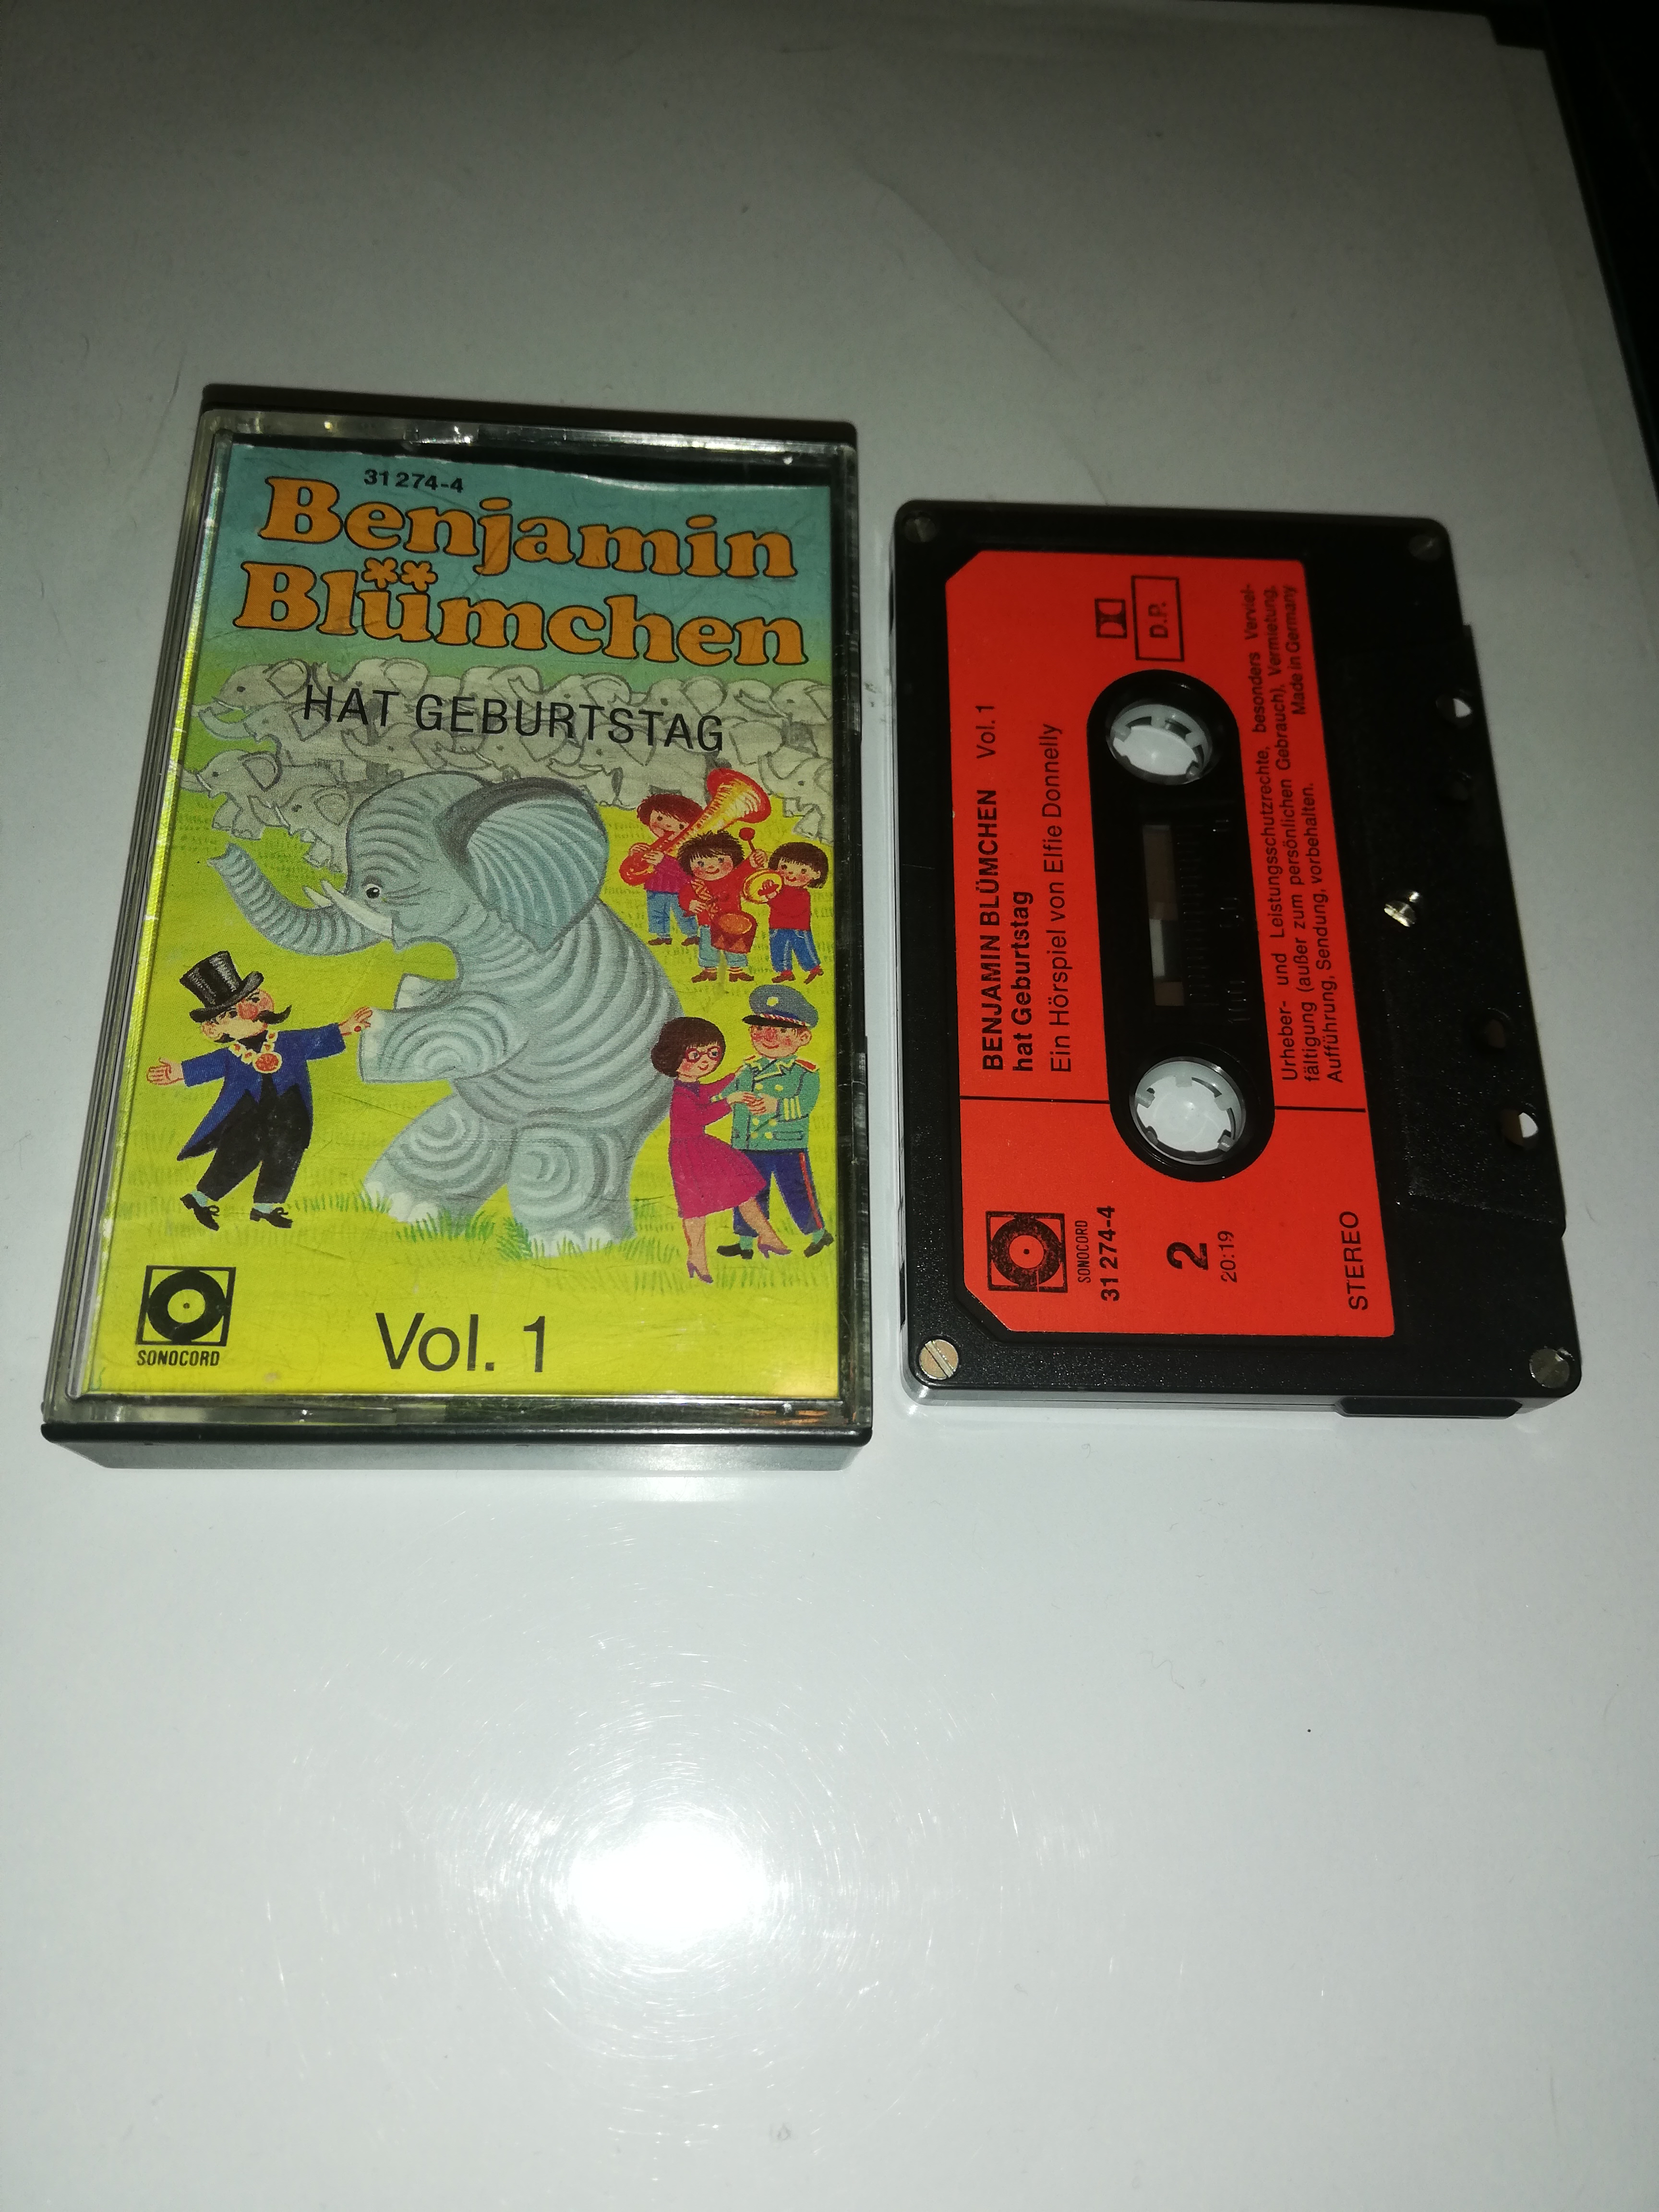 31 274-4
Benjamin
Blümchen
HAT GEBURTSTAG
SONOCORD
Vol. 1
BENJAMIN BLÜMCHEN Vol. 1
hat Geburtstag
Ein Hörspiel von Elfie Donnelly
D.P.
SONOCORD
31 274-4
2
20:19
STEREO
Urheber- und Leistungsschutzrechte, besonders Verviel-
fältigung (außer zum persönlichen Gebrauch), Vermietung,
Aufführung, Sendung, vorbehalten. Made in Germany